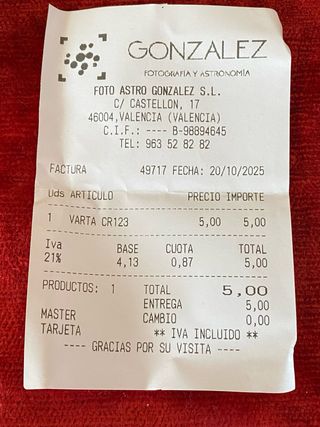 GONZALEZ
FOTOGRAFIA Y ASTRONOMÍA
FOTO ASTRO GONZALEZ S.L.
C/ CASTELLON, 17
46004,VALENCIA (VALENCIA)
C.I.F.: ---- B-98894645
TEL: 963 52 82 82
FACTURA 49717 FECHA: 20/10/2025
Uds ARTICULO PRECIO IMPORTE
1 VARTA CR123 5,00 5,00
Iva BASE CUOTA TOTAL
21% 4,13 0,87 5,00
PRODUCTOS: 1 TOTAL 5,00
ENTREGA 5,00
MASTER CAMBIO 0,00
TARJETA ** IVA INCLUIDO **
---- GRACIAS POR SU VISITA ----